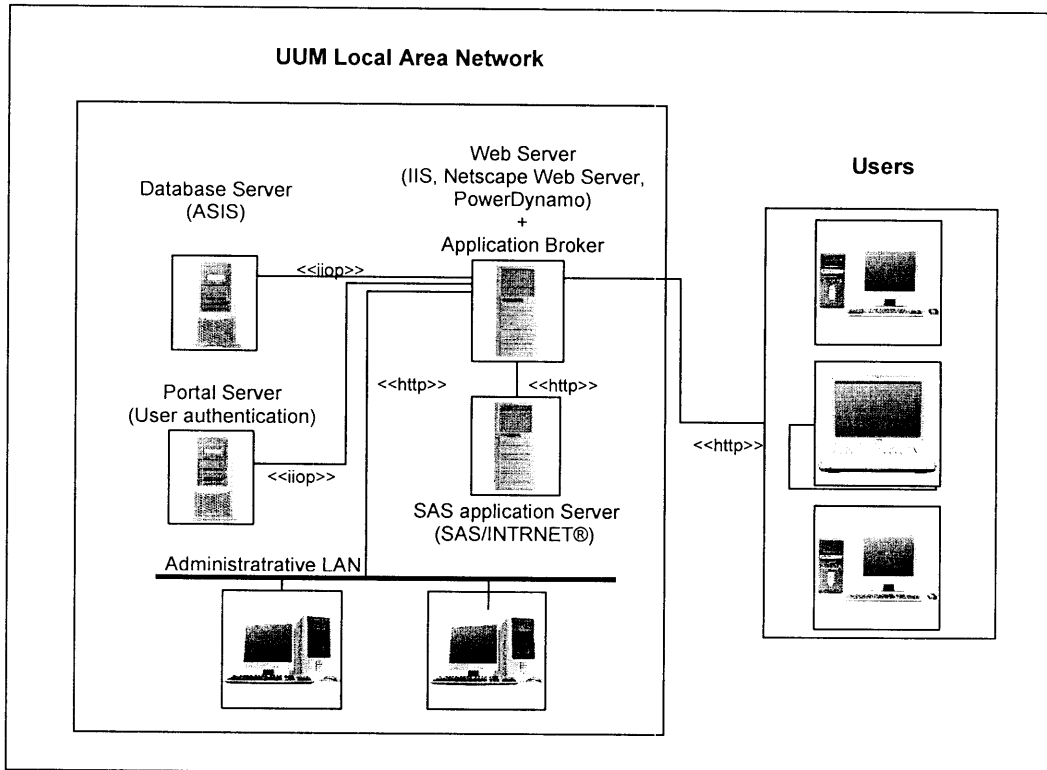 UUM Local Area Network
Web Server
(IIS, Netscape Web Server,
PowerDynamo)
+
Application Broker
Users
Database Server
(ASIS)
<<iiop>>
Portal Server
(User authentication)
<<http>>
<<http>>
<<http>>
<<iiop>>
SAS application Server
(SAS/INTRNET®)
Administratrative LAN